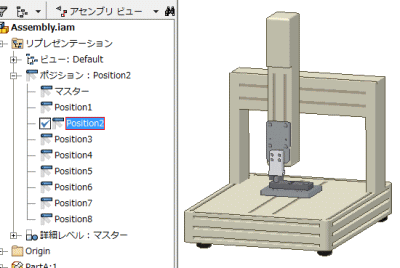 アセンブリ ビュー
Assembly.iam
リプレゼンテーション
ビュー : Default
ポジション : Position2
マスター
Position1
Position2
Position3
Position4
Position5
Position6
Position7
Position8
詳細レベル : マスター
Origin
PartA:1